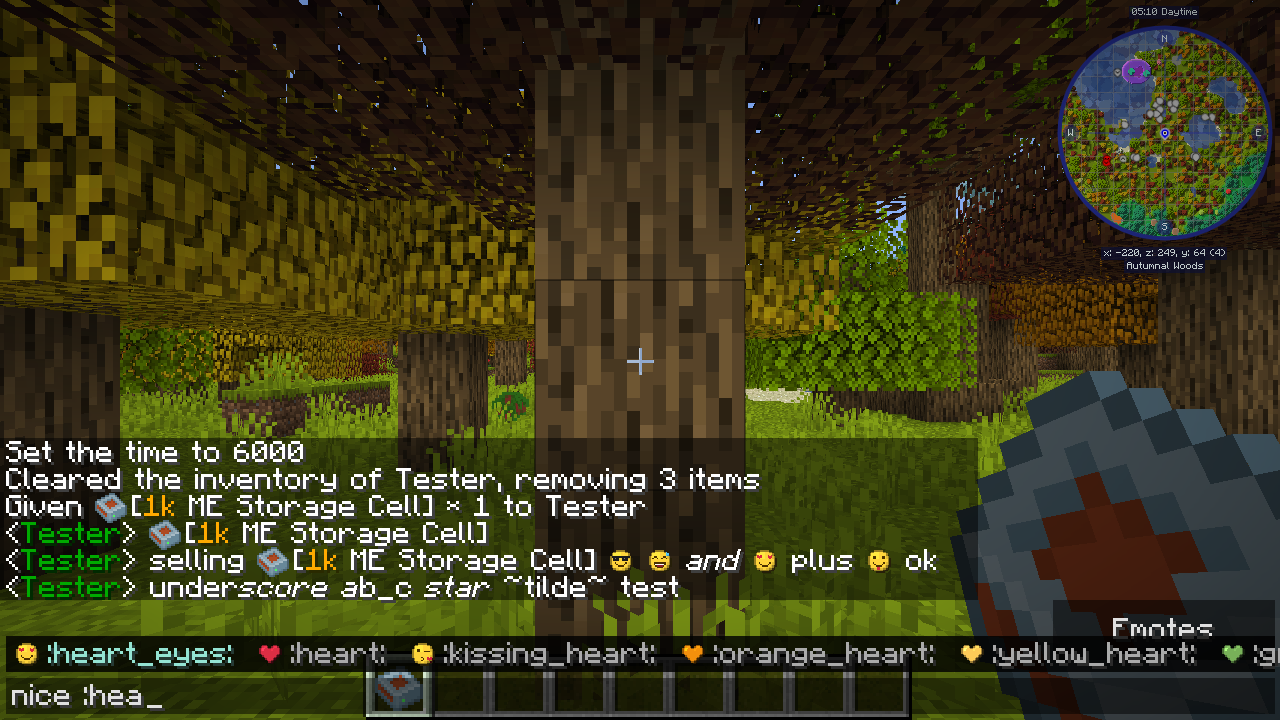 05:10 Daytime
N
W
E
S
x: -220, z: 249, y: 64 (4)
Autumnal Woods
Set the time to 6000
Cleared the inventory of Tester, removing 3 items
Given [1k ME Storage Cell] × 1 to Tester
<Tester> [1k ME Storage Cell]
<Tester> selling [1k ME Storage Cell] 😎 😅 and 😍 plus 😛 ok
<Tester> underscore ab_c star ~tilde~ test
Emotes
😍 :heart_eyes: ❤️ :heart: 😘 :kissing_heart: 🧡 :orange_heart: 💛 :yellow_heart: 💚 :g
nice :hea_